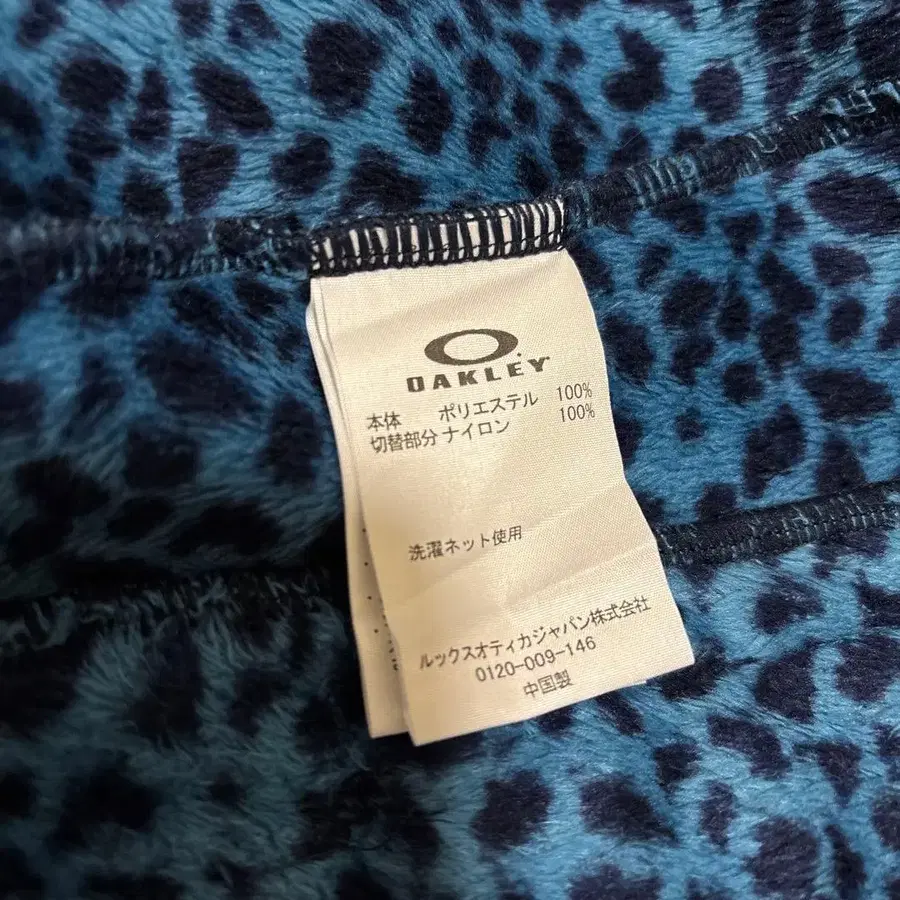 OAKLEY
本体 ポリエステル 100%
切替部分 ナイロン 100%
洗濯ネット使用
ルックスオティカジャパン株式会社
0120-009-146
中国製